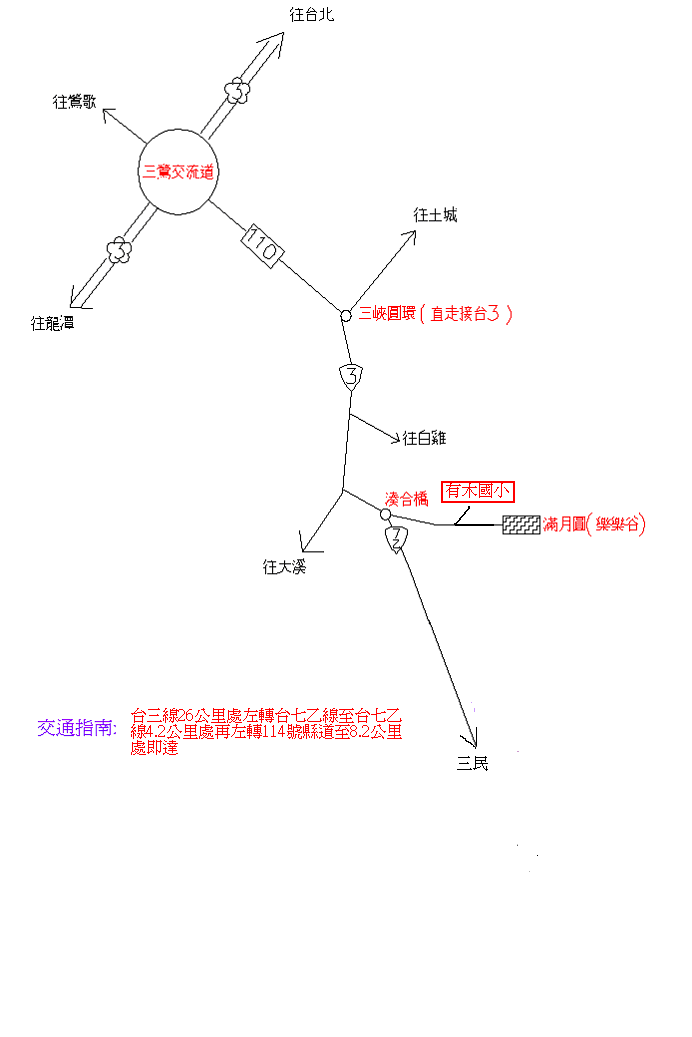 往台北
3
往鶯歌
三鶯交流道
往土城
110
3
往龍潭
三峽圓環(直走接台3)
3
往白雞
有木國小
湊合橋
滿月圓(樂樂谷)
7乙
往大溪
交通指南:
台三線26公里處左轉台七乙線至台七乙
線4.2公里處再左轉114號縣道至8.2公里
處即達
三民